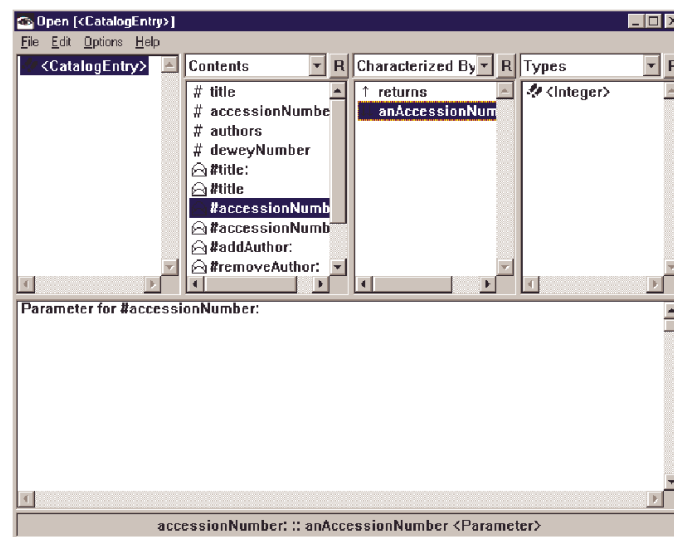 Open [<CatalogEntry>]
File Edit Options Help
<CatalogEntry>
Contents R
# title
# accessionNumbe
# authors
# deweyNumber
#title:
#title
#accessionNumb
#accessionNumb
#addAuthor:
#removeAuthor:
Characterized By R
↑ returns
anAccessionNum
Types R
<Integer>
Parameter for #accessionNumber:
accessionNumber: :: anAccessionNumber <Parameter>